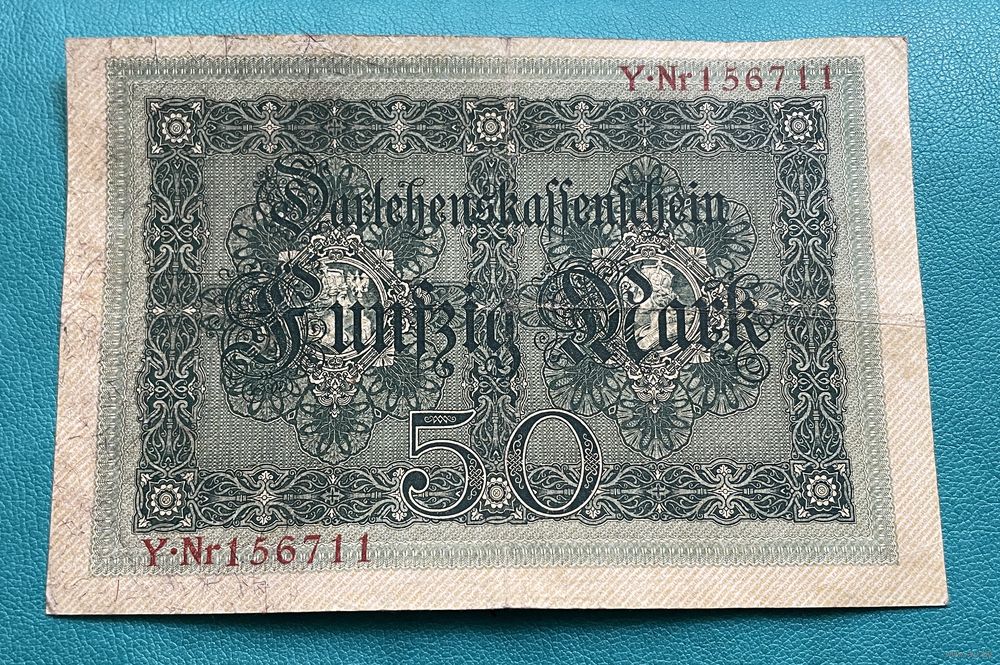 Y·Nr156711
Darlehenskassenschein
Fünfzig Mark
50
Y·Nr156711